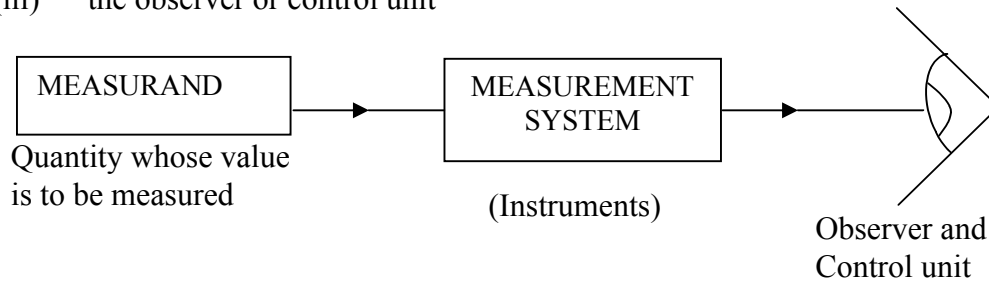 the observer or control unit
MEASURAND
Quantity whose value
is to be measured
MEASUREMENT
SYSTEM
(Instruments)
Observer and
Control unit